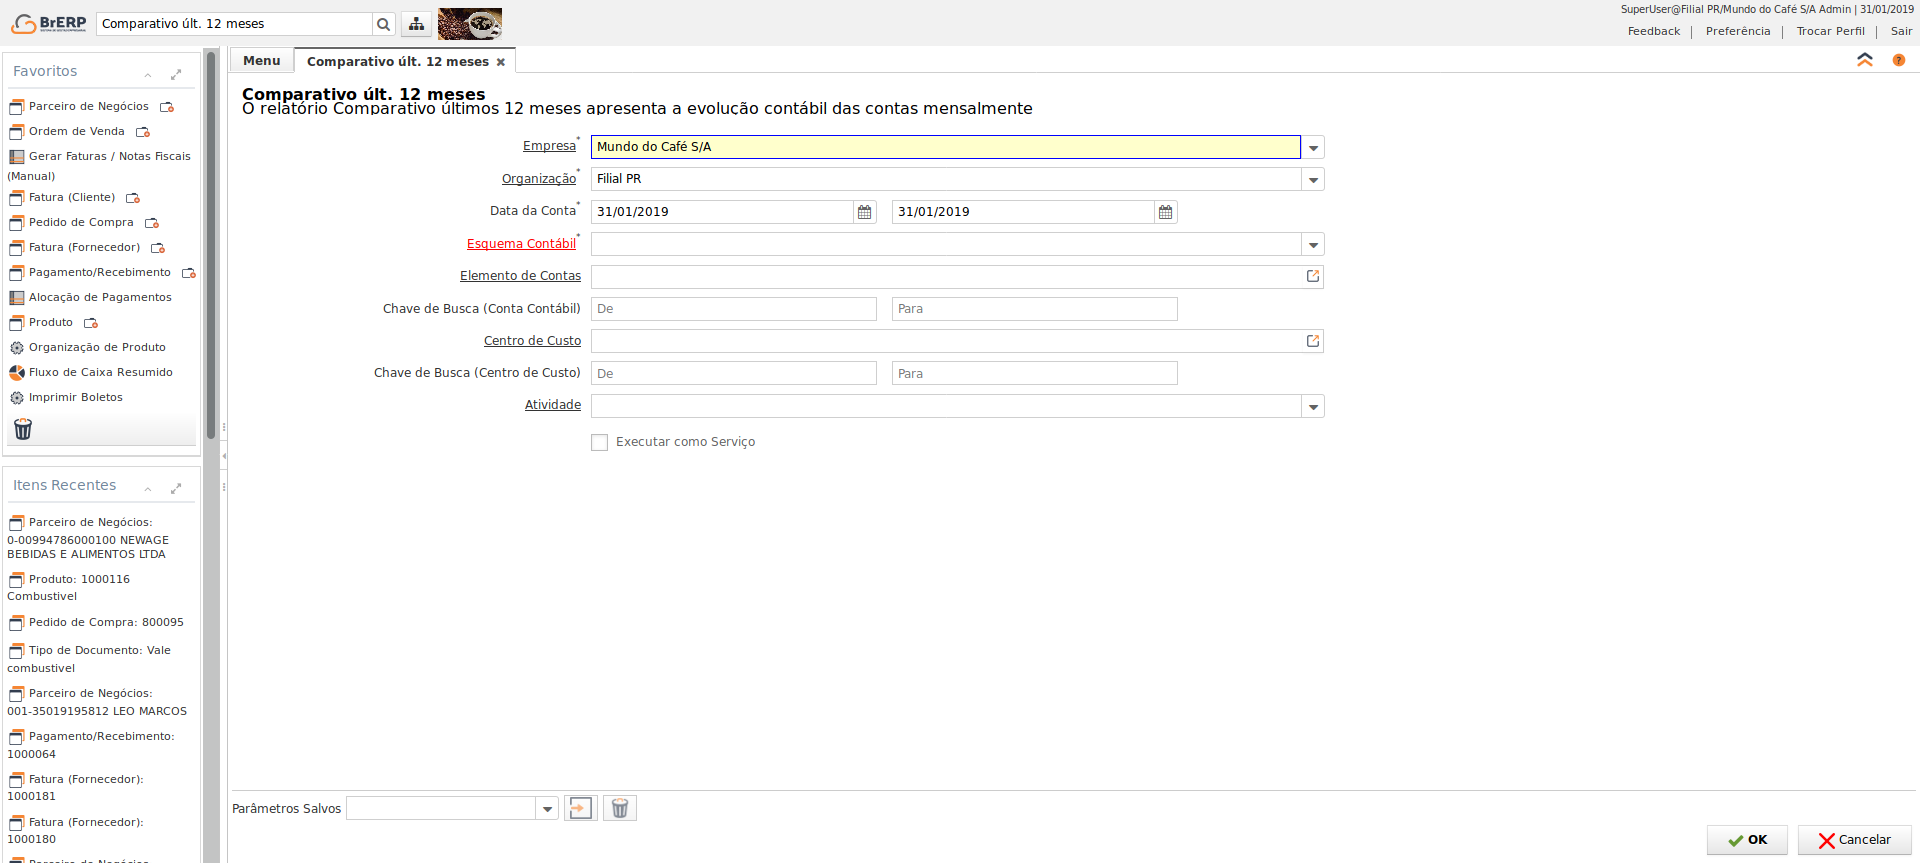 BrERP
Comparativo últ. 12 meses
SuperUser@Filial PR/Mundo do Café S/A Admin | 31/01/2019
Feedback | Preferência | Trocar Perfil | Sair
Favoritos
Parceiro de Negócios
Ordem de Venda
Gerar Faturas / Notas Fiscais
(Manual)
Fatura (Cliente)
Pedido de Compra
Fatura (Fornecedor)
Pagamento/Recebimento
Alocação de Pagamentos
Produto
Organização de Produto
Fluxo de Caixa Resumido
Imprimir Boletos
Itens Recentes
Parceiro de Negócios:
0-00994786000100 NEWAGE
BEBIDAS E ALIMENTOS LTDA
Produto: 1000116
Combustivel
Pedido de Compra: 800095
Tipo de Documento: Vale
combustivel
Parceiro de Negócios:
001-35019195812 LEO MARCOS
Pagamento/Recebimento:
1000064
Fatura (Fornecedor):
1000181
Fatura (Fornecedor):
1000180
Menu
Comparativo últ. 12 meses
Comparativo últ. 12 meses
O relatório Comparativo últimos 12 meses apresenta a evolução contábil das contas mensalmente
Empresa* Mundo do Café S/A
Organização* Filial PR
Data da Conta* 31/01/2019 31/01/2019
Esquema Contábil*
Elemento de Contas
Chave de Busca (Conta Contábil) De Para
Centro de Custo
Chave de Busca (Centro de Custo) De Para
Atividade
Executar como Serviço
Parâmetros Salvos
OK
Cancelar